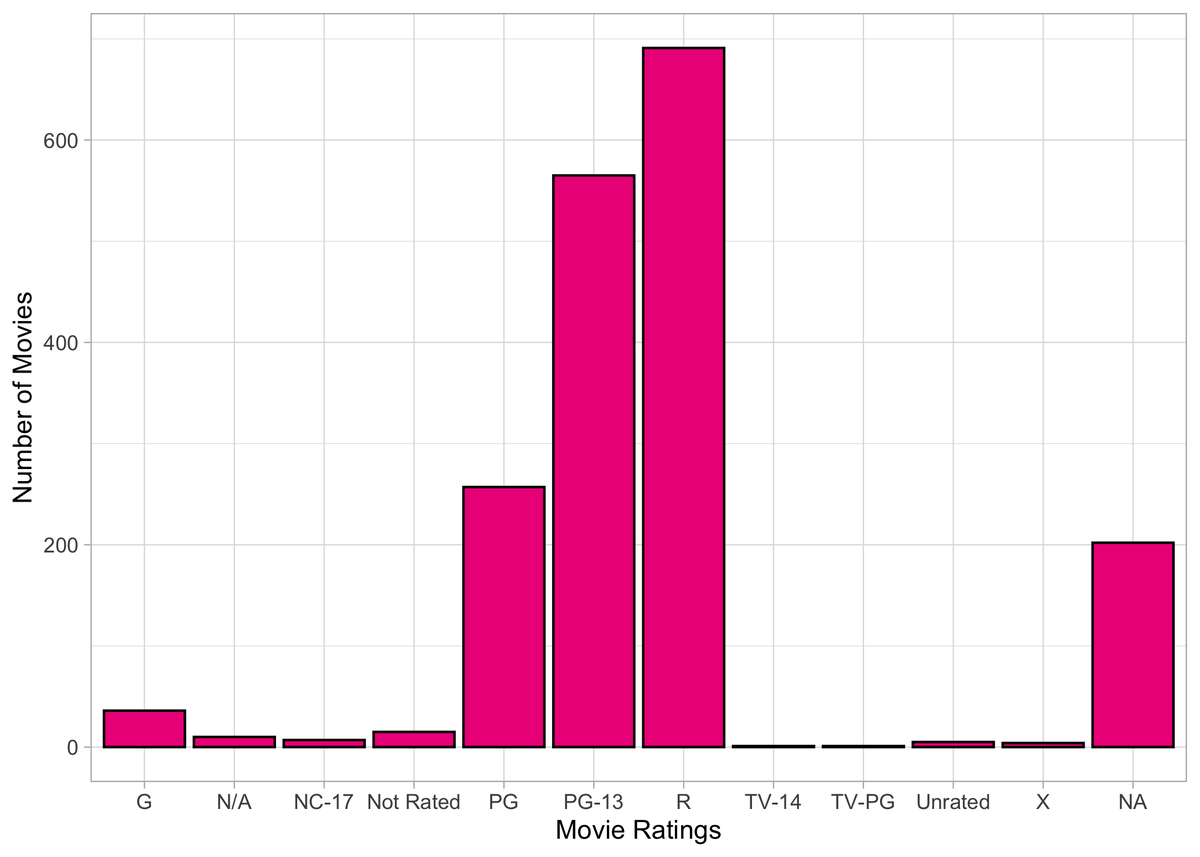 Number of Movies
600
400
200
0
G N/A NC-17 Not Rated PG PG-13 R TV-14 TV-PG Unrated X NA
Movie Ratings